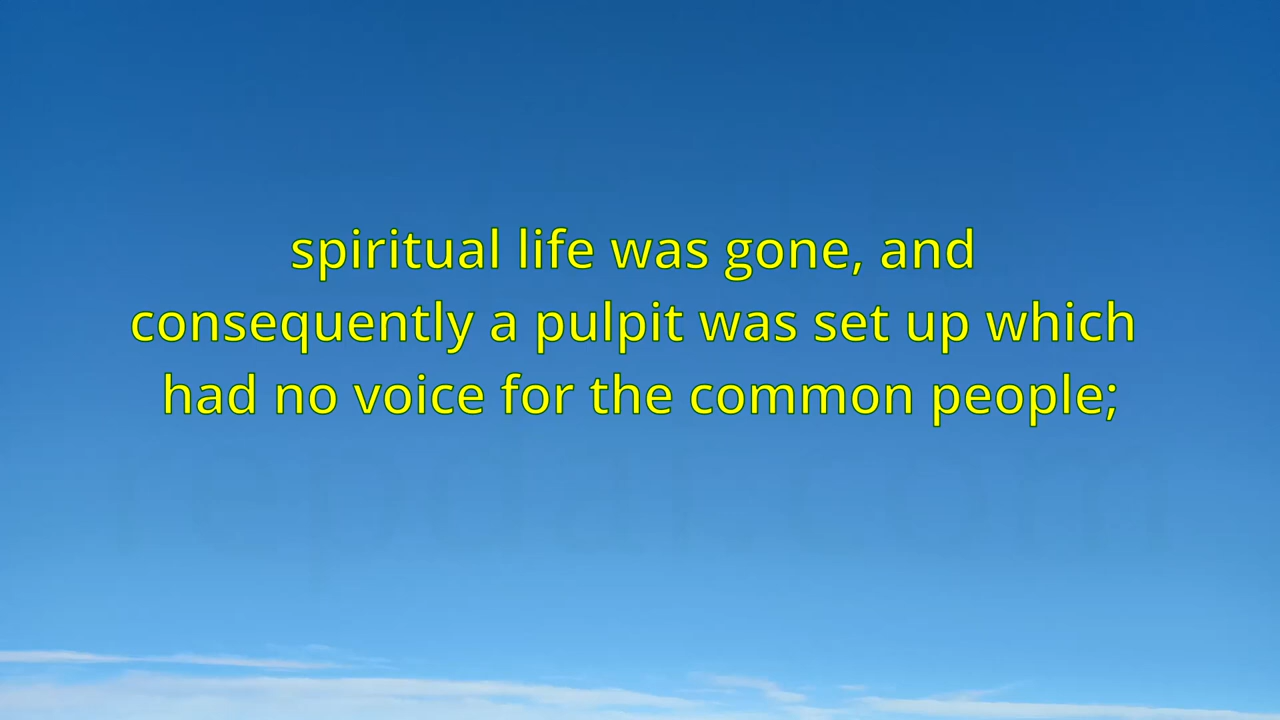 spiritual life was gone, and
consequently a pulpit was set up which
had no voice for the common people;